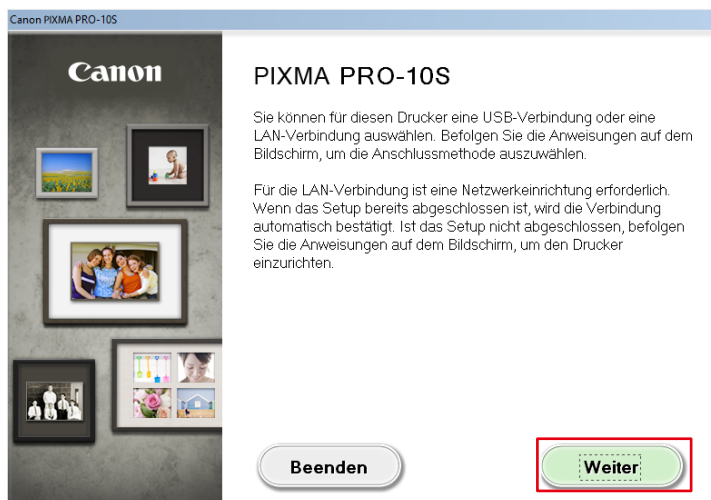 Canon PIXMA PRO-10S
Canon
PIXMA PRO-10S
Sie können für diesen Drucker eine USB-Verbindung oder eine
LAN-Verbindung auswählen. Befolgen Sie die Anweisungen auf dem
Bildschirm, um die Anschlussmethode auszuwählen.
Für die LAN-Verbindung ist eine Netzwerkeinrichtung erforderlich.
Wenn das Setup bereits abgeschlossen ist, wird die Verbindung
automatisch bestätigt. Ist das Setup nicht abgeschlossen, befolgen
Sie die Anweisungen auf dem Bildschirm, um den Drucker
einzurichten.
Beenden
Weiter